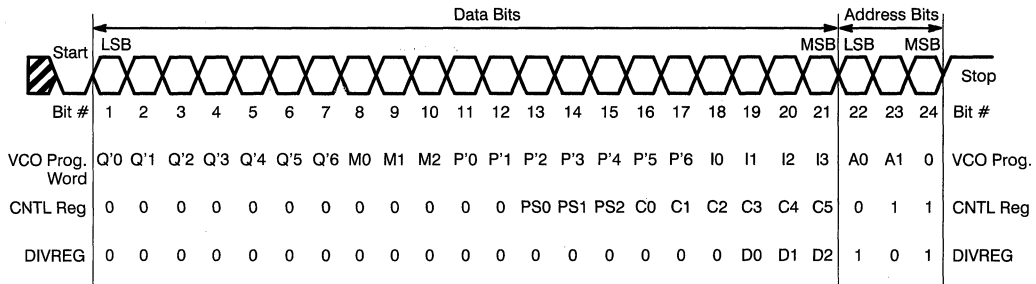 Data Bits Address Bits
Start LSB MSB LSB MSB Stop
Bit # 1 2 3 4 5 6 7 8 9 10 11 12 13 14 15 16 17 18 19 20 21 22 23 24 Bit #
VCO Prog. Q'0 Q'1 Q'2 Q'3 Q'4 Q'5 Q'6 M0 M1 M2 P'0 P'1 P'2 P'3 P'4 P'5 P'6 I0 I1 I2 I3 A0 A1 0 VCO Prog.
Word
CNTL Reg 0 0 0 0 0 0 0 0 0 0 0 0 PS0 PS1 PS2 C0 C1 C2 C3 C4 C5 0 1 1 CNTL Reg
DIVREG 0 0 0 0 0 0 0 0 0 0 0 0 0 0 0 0 0 0 D0 D1 D2 1 0 1 DIVREG